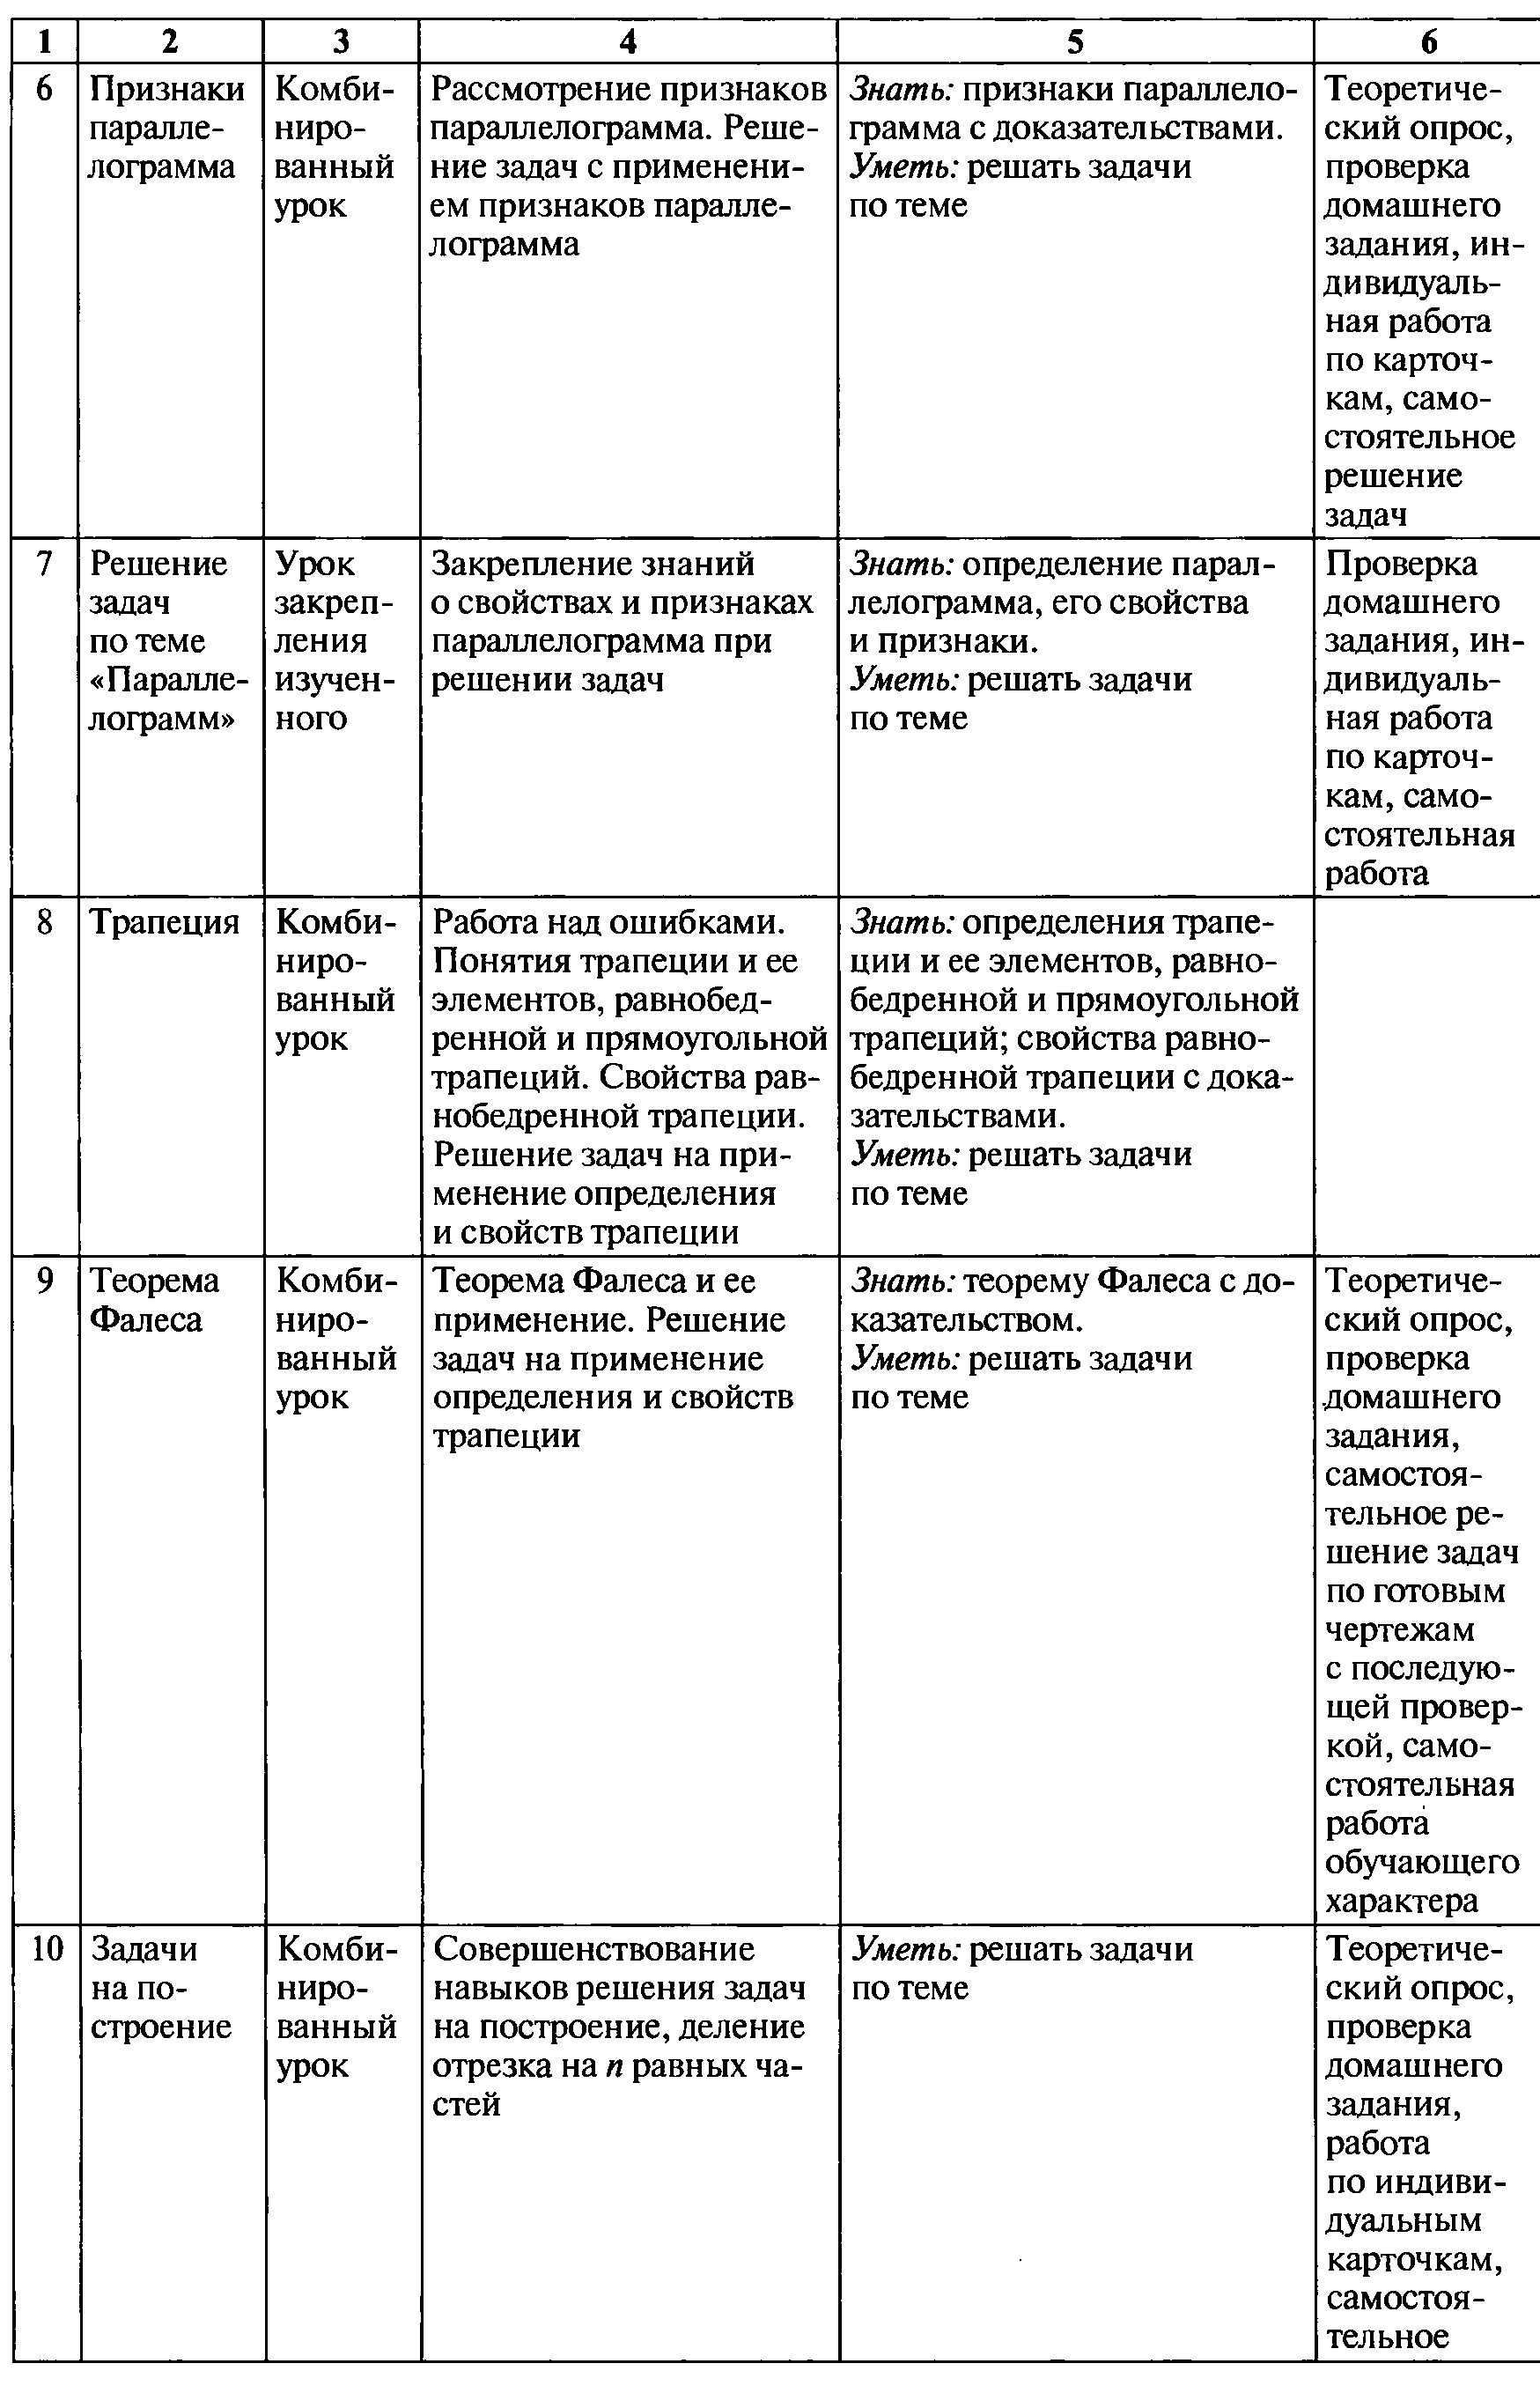 1 2 3 4 5 6
6
Признаки
паралле-
лограмма
Комби-
ниро-
ванный
урок
Рассмотрение признаков
параллелограмма. Реше-
ние задач с применени-
ем признаков паралле-
лограмма
Знать: признаки параллело-
грамма с доказательствами.
Уметь: решать задачи
по теме
Теоретиче-
ский опрос,
проверка
домашнего
задания, ин-
дивидуаль-
ная работа
по карточ-
кам, само-
стоятельное
решение
задач
7
Решение
задач
по теме
«Паралле-
лограмм»
Урок
закреп-
ления
изучен-
ного
Закрепление знаний
о свойствах и признаках
параллелограмма при
решении задач
Знать: определение парал-
лелограмма, его свойства
и признаки.
Уметь: решать задачи
по теме
Проверка
домашнего
задания, ин-
дивидуаль-
ная работа
по карточ-
кам, само-
стоятельная
работа
8
Трапеция
Комби-
ниро-
ванный
урок
Работа над ошибками.
Понятия трапеции и ее
элементов, равнобед-
ренной и прямоугольной
трапеций. Свойства рав-
нобедренной трапеции.
Решение задач на при-
менение определения
и свойств трапеции
Знать: определения трапе-
ции и ее элементов, равно-
бедренной и прямоугольной
трапеций; свойства равно-
бедренной трапеции с дока-
зательствами.
Уметь: решать задачи
по теме
9
Теорема
Фалеса
Комби-
ниро-
ванный
урок
Теорема Фалеса и ее
применение. Решение
задач на применение
определения и свойств
трапеции
Знать: теорему Фалеса с до-
казательством.
Уметь: решать задачи
по теме
Теоретиче-
ский опрос,
проверка
домашнего
задания,
самостоя-
тельное ре-
шение задач
по готовым
чертежам
с последую-
щей провер-
кой, само-
стоятельная
работа
обучающего
характера
10
Задачи
на по-
строение
Комби-
ниро-
ванный
урок
Совершенствование
навыков решения задач
на построение, деление
отрезка на n равных ча-
стей
Уметь: решать задачи
по теме
Теоретиче-
ский опрос,
проверка
домашнего
задания,
работа
по индиви-
дуальным
карточкам,
самостоя-
тельное